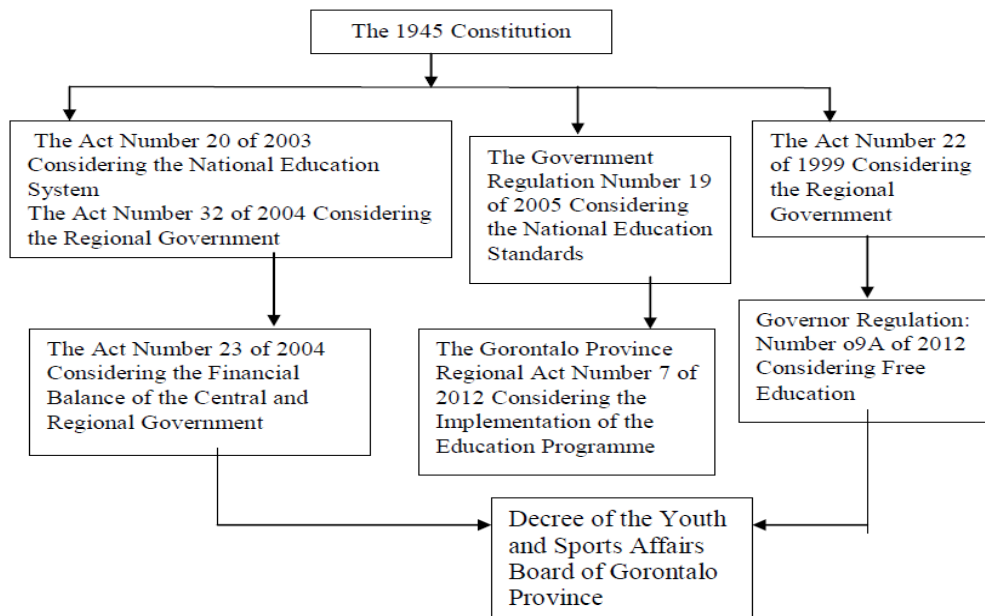 The 1945 Constitution
The Act Number 20 of 2003
Considering the National Education
System
The Act Number 32 of 2004 Considering
the Regional Government
The Government
Regulation Number 19
of 2005 Considering
the National Education
Standards
The Act Number 22
of 1999 Considering
the Regional
Government
The Act Number 23 of 2004
Considering the Financial
Balance of the Central and
Regional Government
The Gorontalo Province
Regional Act Number 7 of
2012 Considering the
Implementation of the
Education Programme
Governor Regulation:
Number o9A of 2012
Considering Free
Education
Decree of the Youth
and Sports Affairs
Board of Gorontalo
Province